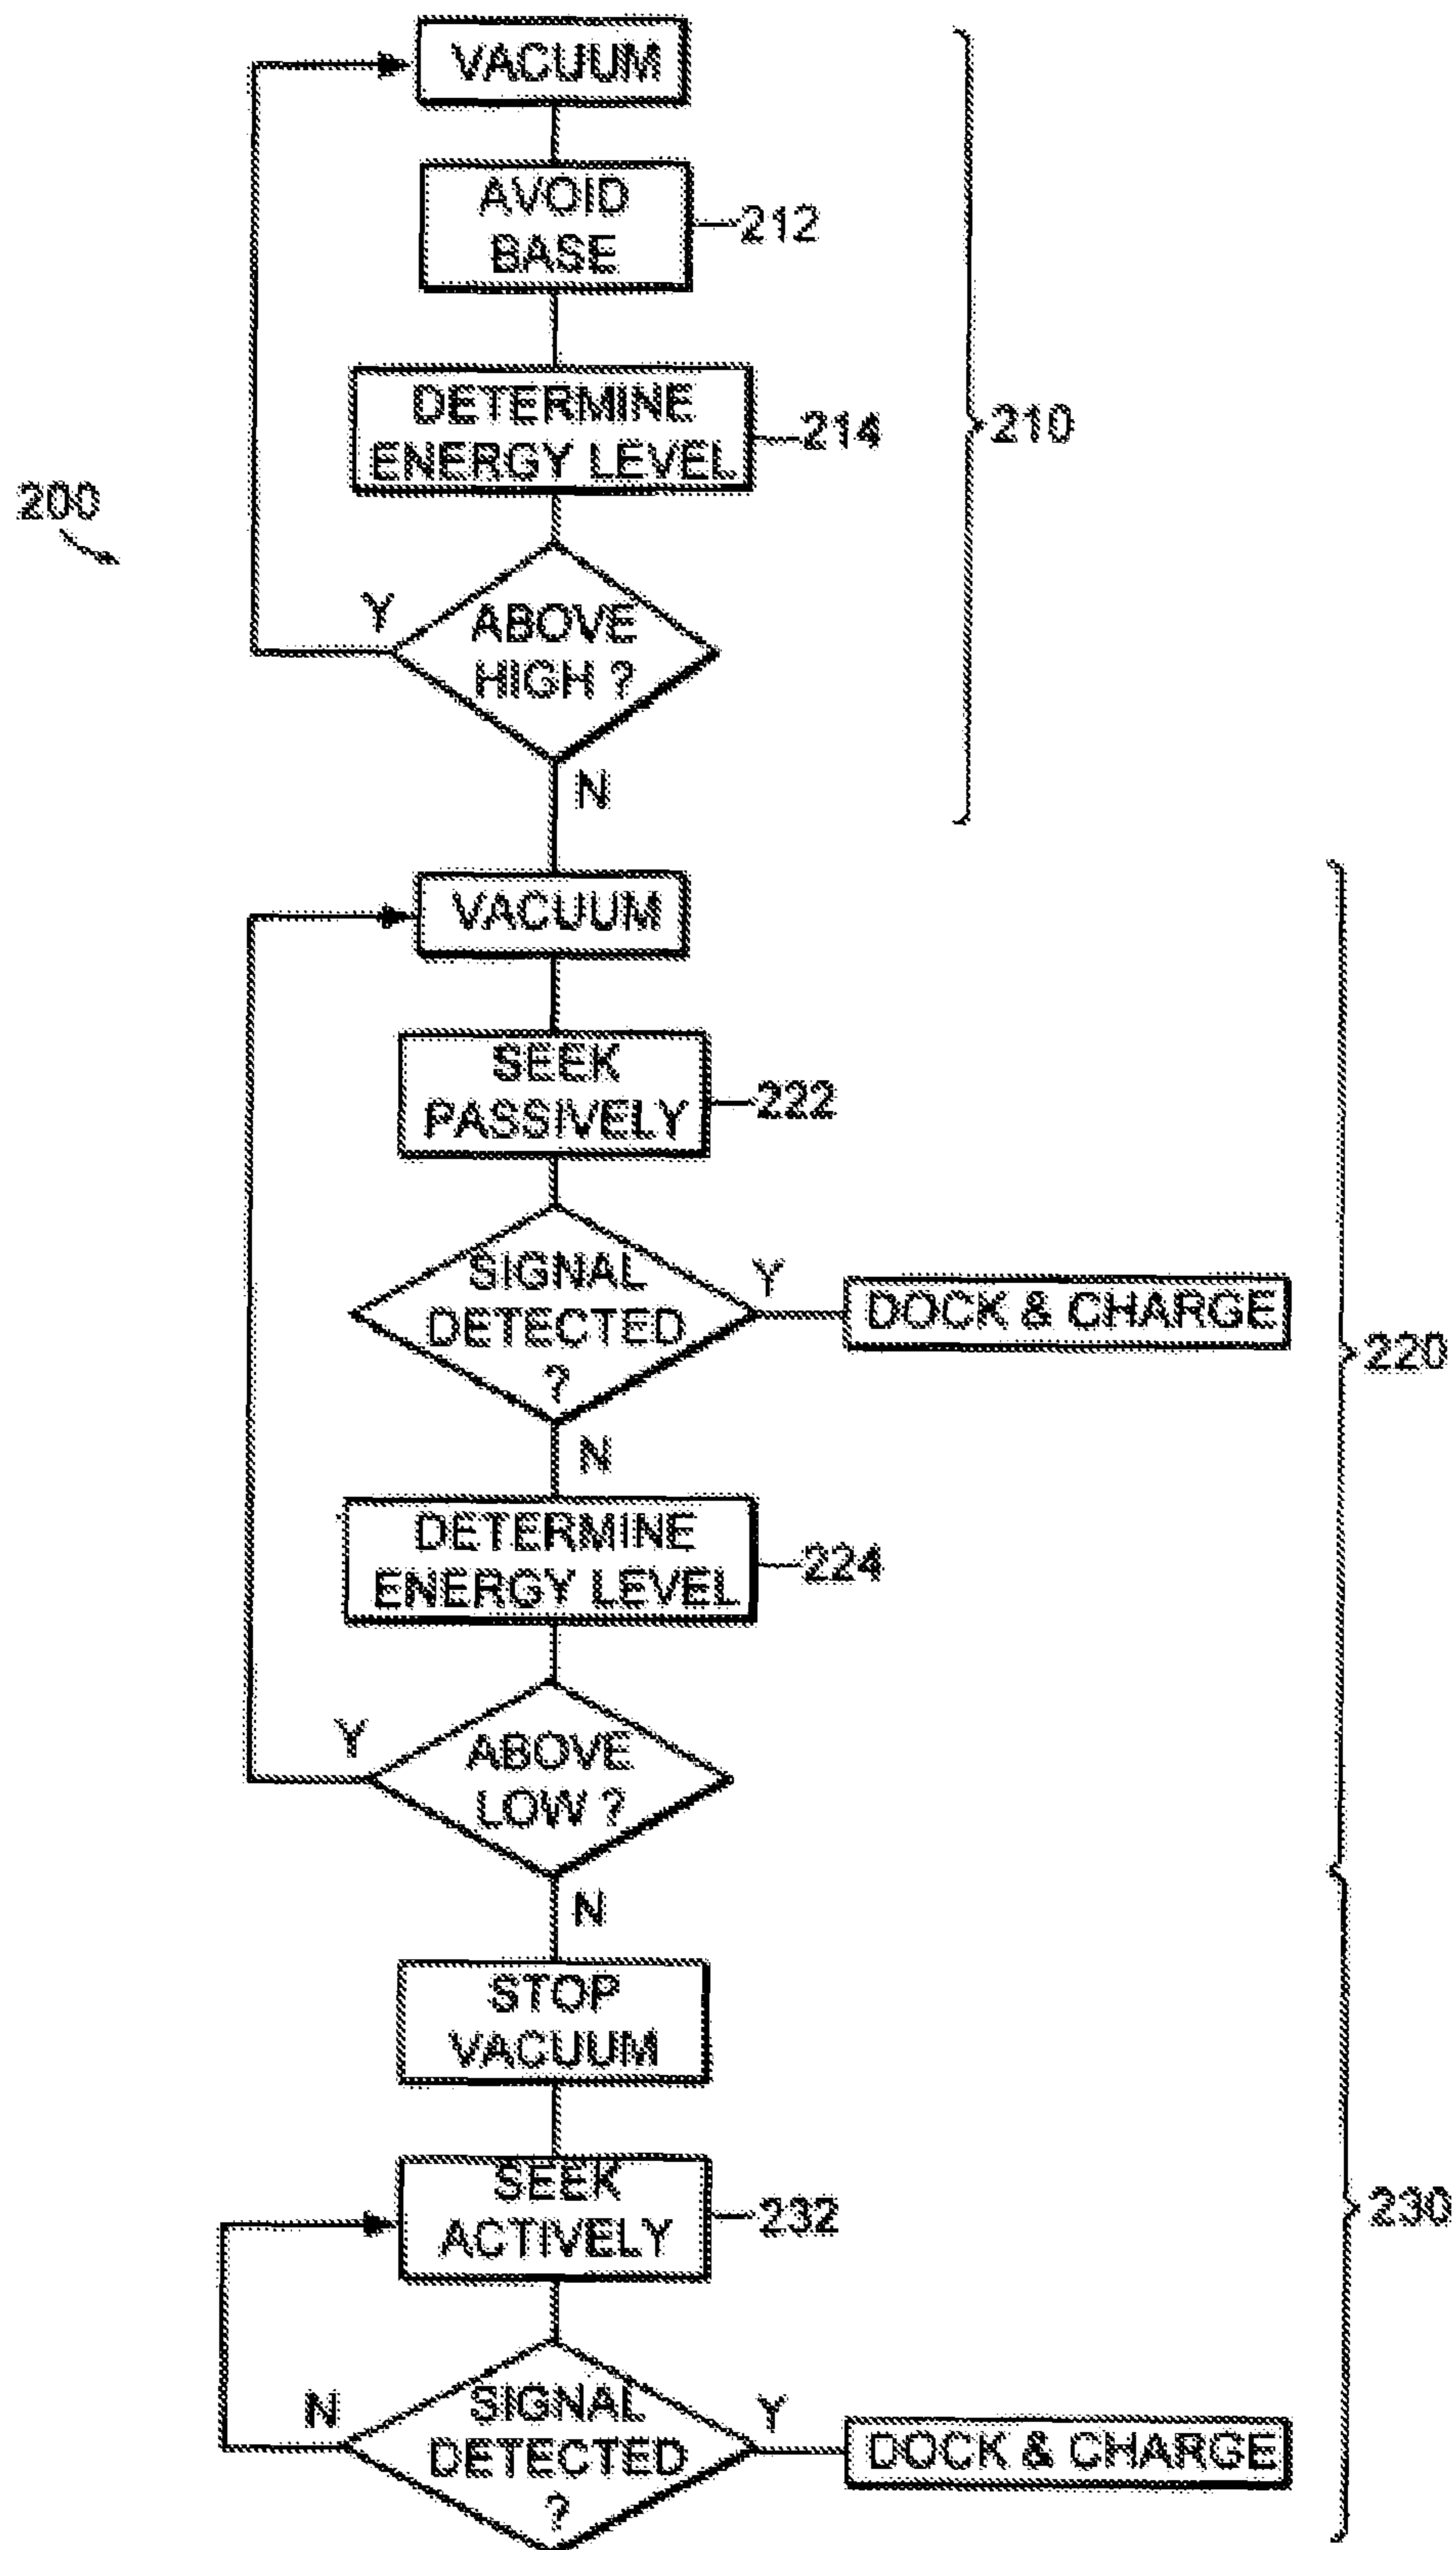 VACUUM
AVOID
BASE
212
DETERMINE
ENERGY LEVEL
214
210
200
Y
ABOVE
HIGH ?
N
VACUUM
SEEK
PASSIVELY
222
SIGNAL
DETECTED
?
Y
DOCK & CHARGE
220
N
DETERMINE
ENERGY LEVEL
224
Y
ABOVE
LOW ?
N
STOP
VACUUM
SEEK
ACTIVELY
232
230
N
SIGNAL
DETECTED
?
Y
DOCK & CHARGE